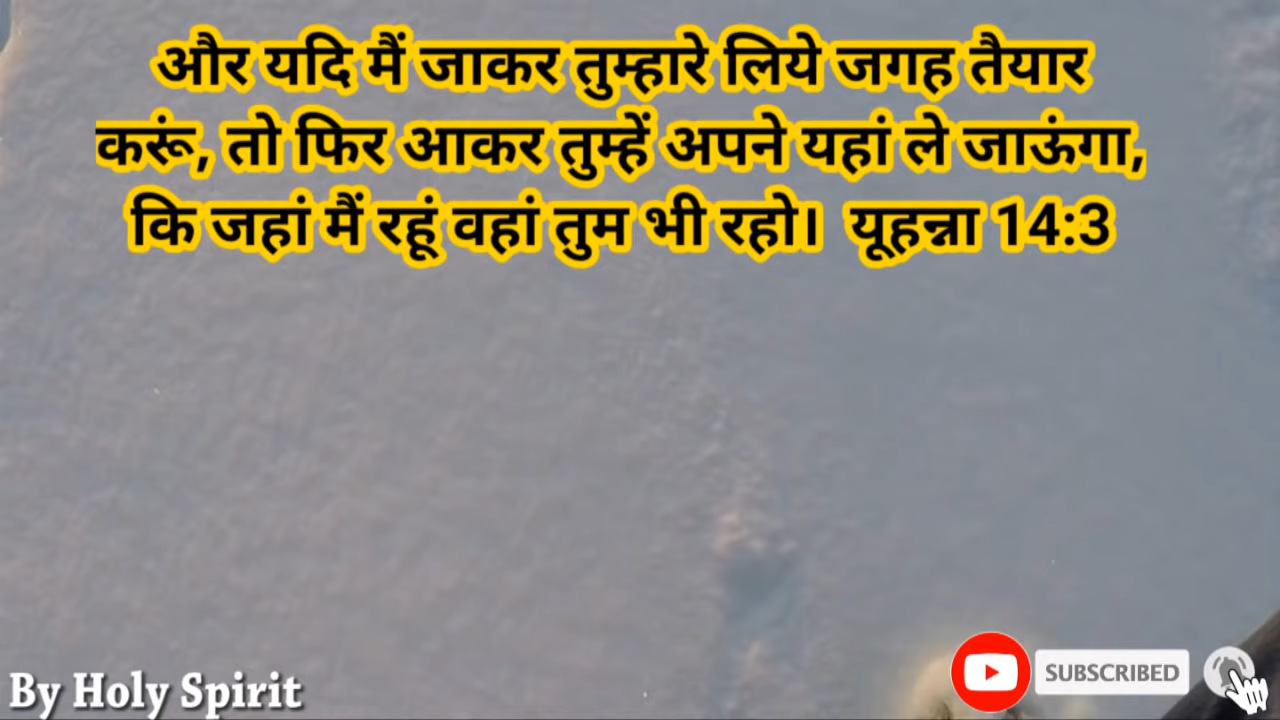 और यदि मैं जाकर तुम्हारे लिये जगह तैयार
करूं, तो फिर आकर तुम्हें अपने यहां ले जाऊंगा,
कि जहां मैं रहूं वहां तुम भी रहो। यूहन्ना 14:3
By Holy Spirit
SUBSCRIBED